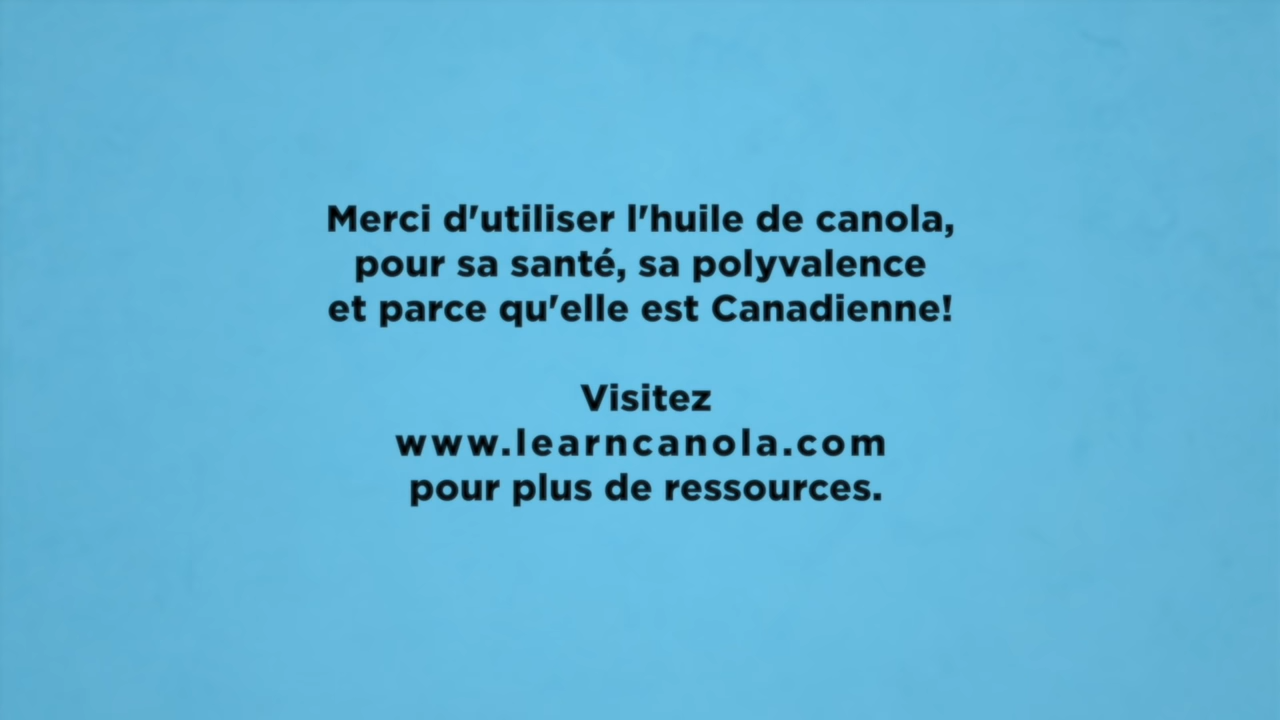 Merci d'utiliser l'huile de canola,
pour sa santé, sa polyvalence
et parce qu'elle est Canadienne!
Visitez
www.learncanola.com
pour plus de ressources.